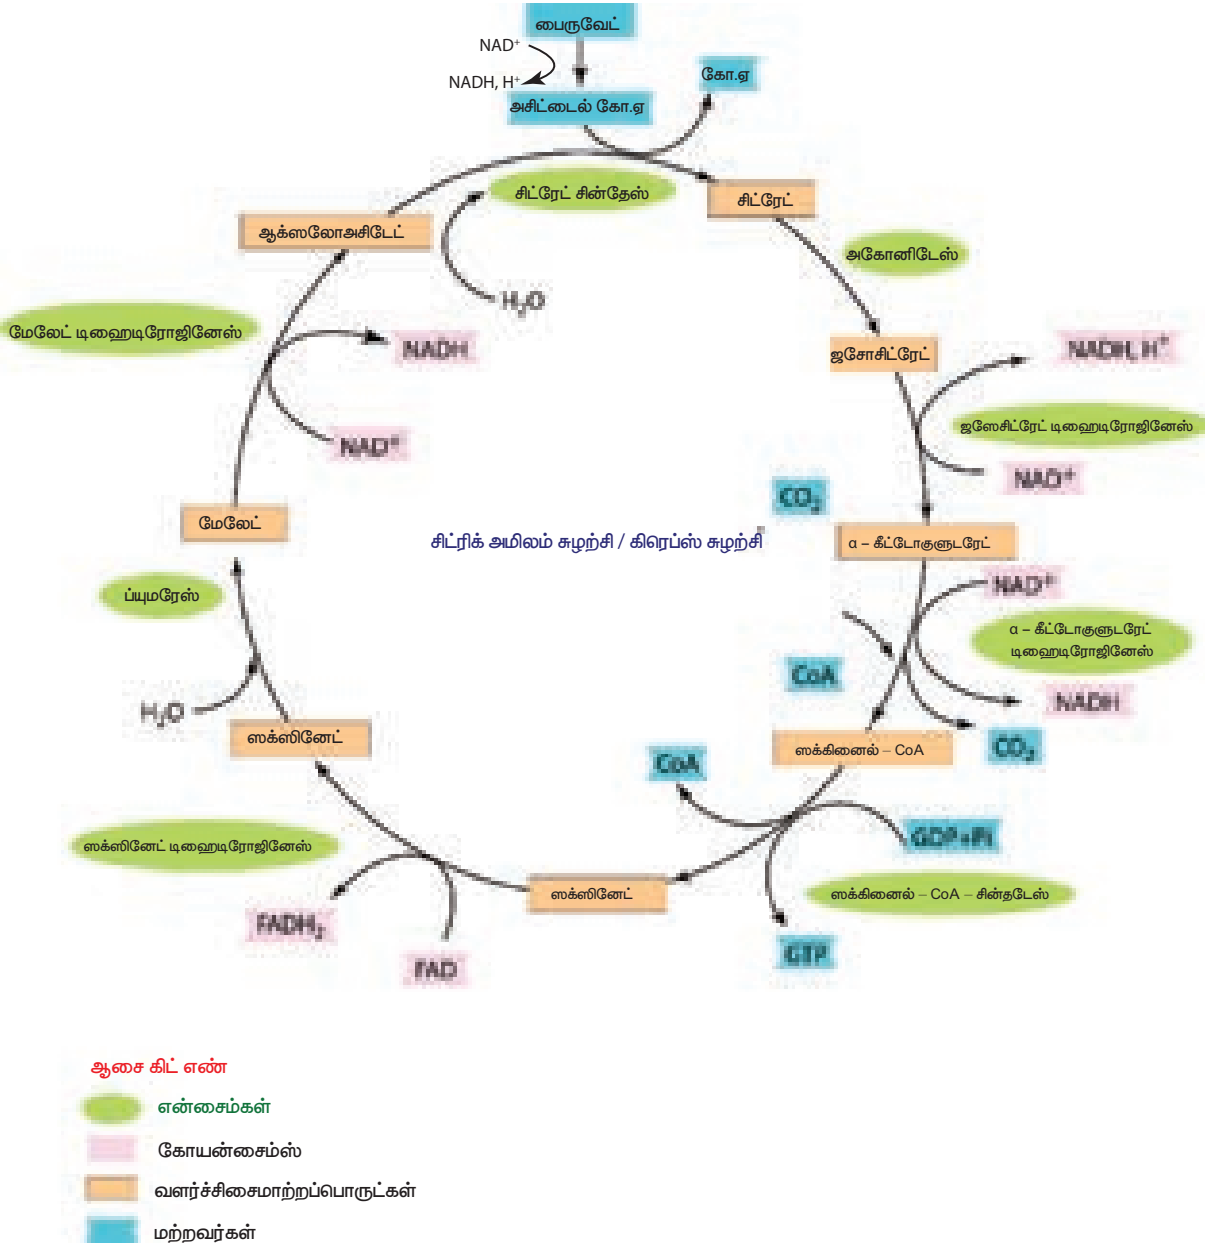 பைருவேட்
NAD⁺
NADH, H⁺
கோ.ஏ
அசிட்டைல் கோ.ஏ
சிட்ரேட் சின்தேஸ்
சிட்ரேட்
ஆக்ஸலோஅசிடேட்
அகோனிடேஸ்
H₂O
மேலேட் டிஹைடிரோஜினேஸ்
NADH
ஐசோசிட்ரேட்
NADH, H⁺
ஐஸேசிட்ரேட் டிஹைடிரோஜினேஸ்
NAD⁺
NAD⁺
CO₂
மேலேட்
சிட்ரிக் அமிலம் சுழற்சி / கிரெப்ஸ் சுழற்சி
α – கீட்டோகுளுடரேட்
NAD⁺
ப்யுமரேஸ்
α – கீட்டோகுளுடரேட்
டிஹைடிரோஜினேஸ்
CoA
NADH
H₂O
ஸக்ஸினேட்
ஸக்கினைல் – CoA
CO₂
CoA
GDP+Pi
ஸக்ஸினேட் டிஹைடிரோஜினேஸ்
ஸக்ஸினேட்
ஸக்கினைல் – CoA – சின்தடேஸ்
FADH₂
FAD
GTP
ஆசை கிட் எண்
என்சைம்கள்
கோயன்சைம்ஸ்
வளர்ச்சிசைமாற்றப்பொருட்கள்
மற்றவர்கள்